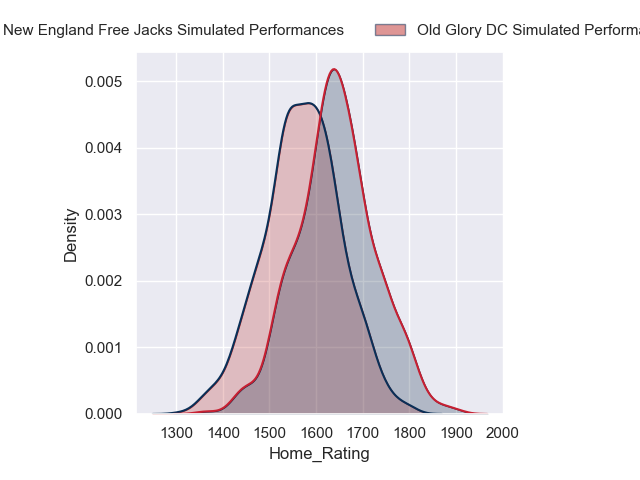 New England Free Jacks Simulated Performances
Old Glory DC Simulated
0.005
0.004
0.003
0.002
0.001
0.000
Density
1300 1400 1500 1600 1700 1800 1900 2000
Home_Rating